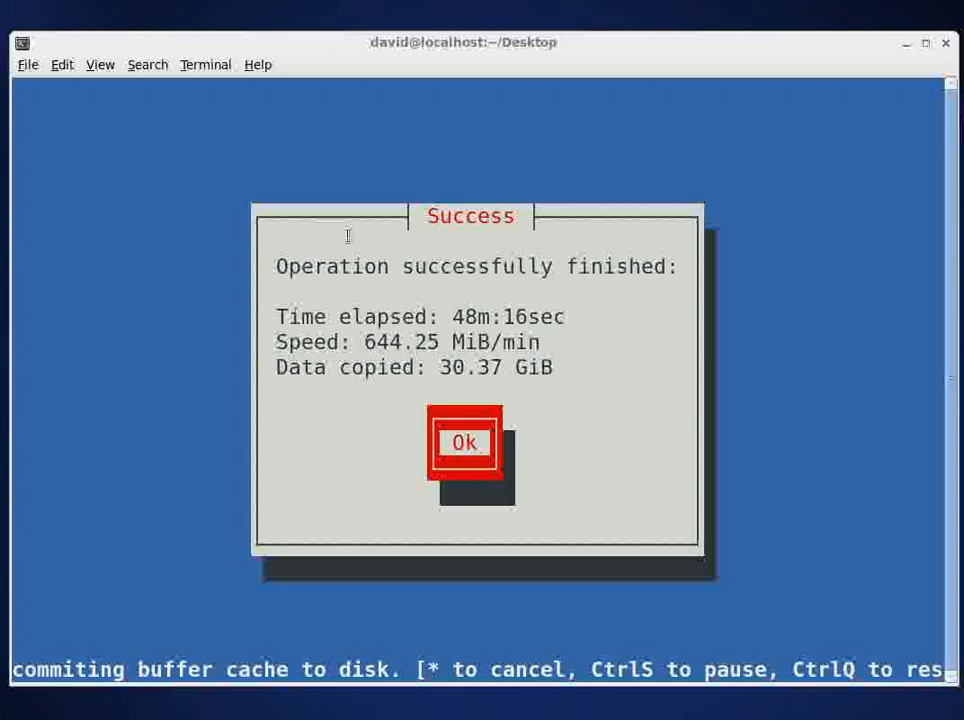 david@localhost:~/Desktop
File Edit View Search Terminal Help
Success
Operation successfully finished:
Time elapsed: 48m:16sec
Speed: 644.25 MiB/min
Data copied: 30.37 GiB
Ok
commiting buffer cache to disk. [* to cancel, CtrlS to pause, CtrlQ to res